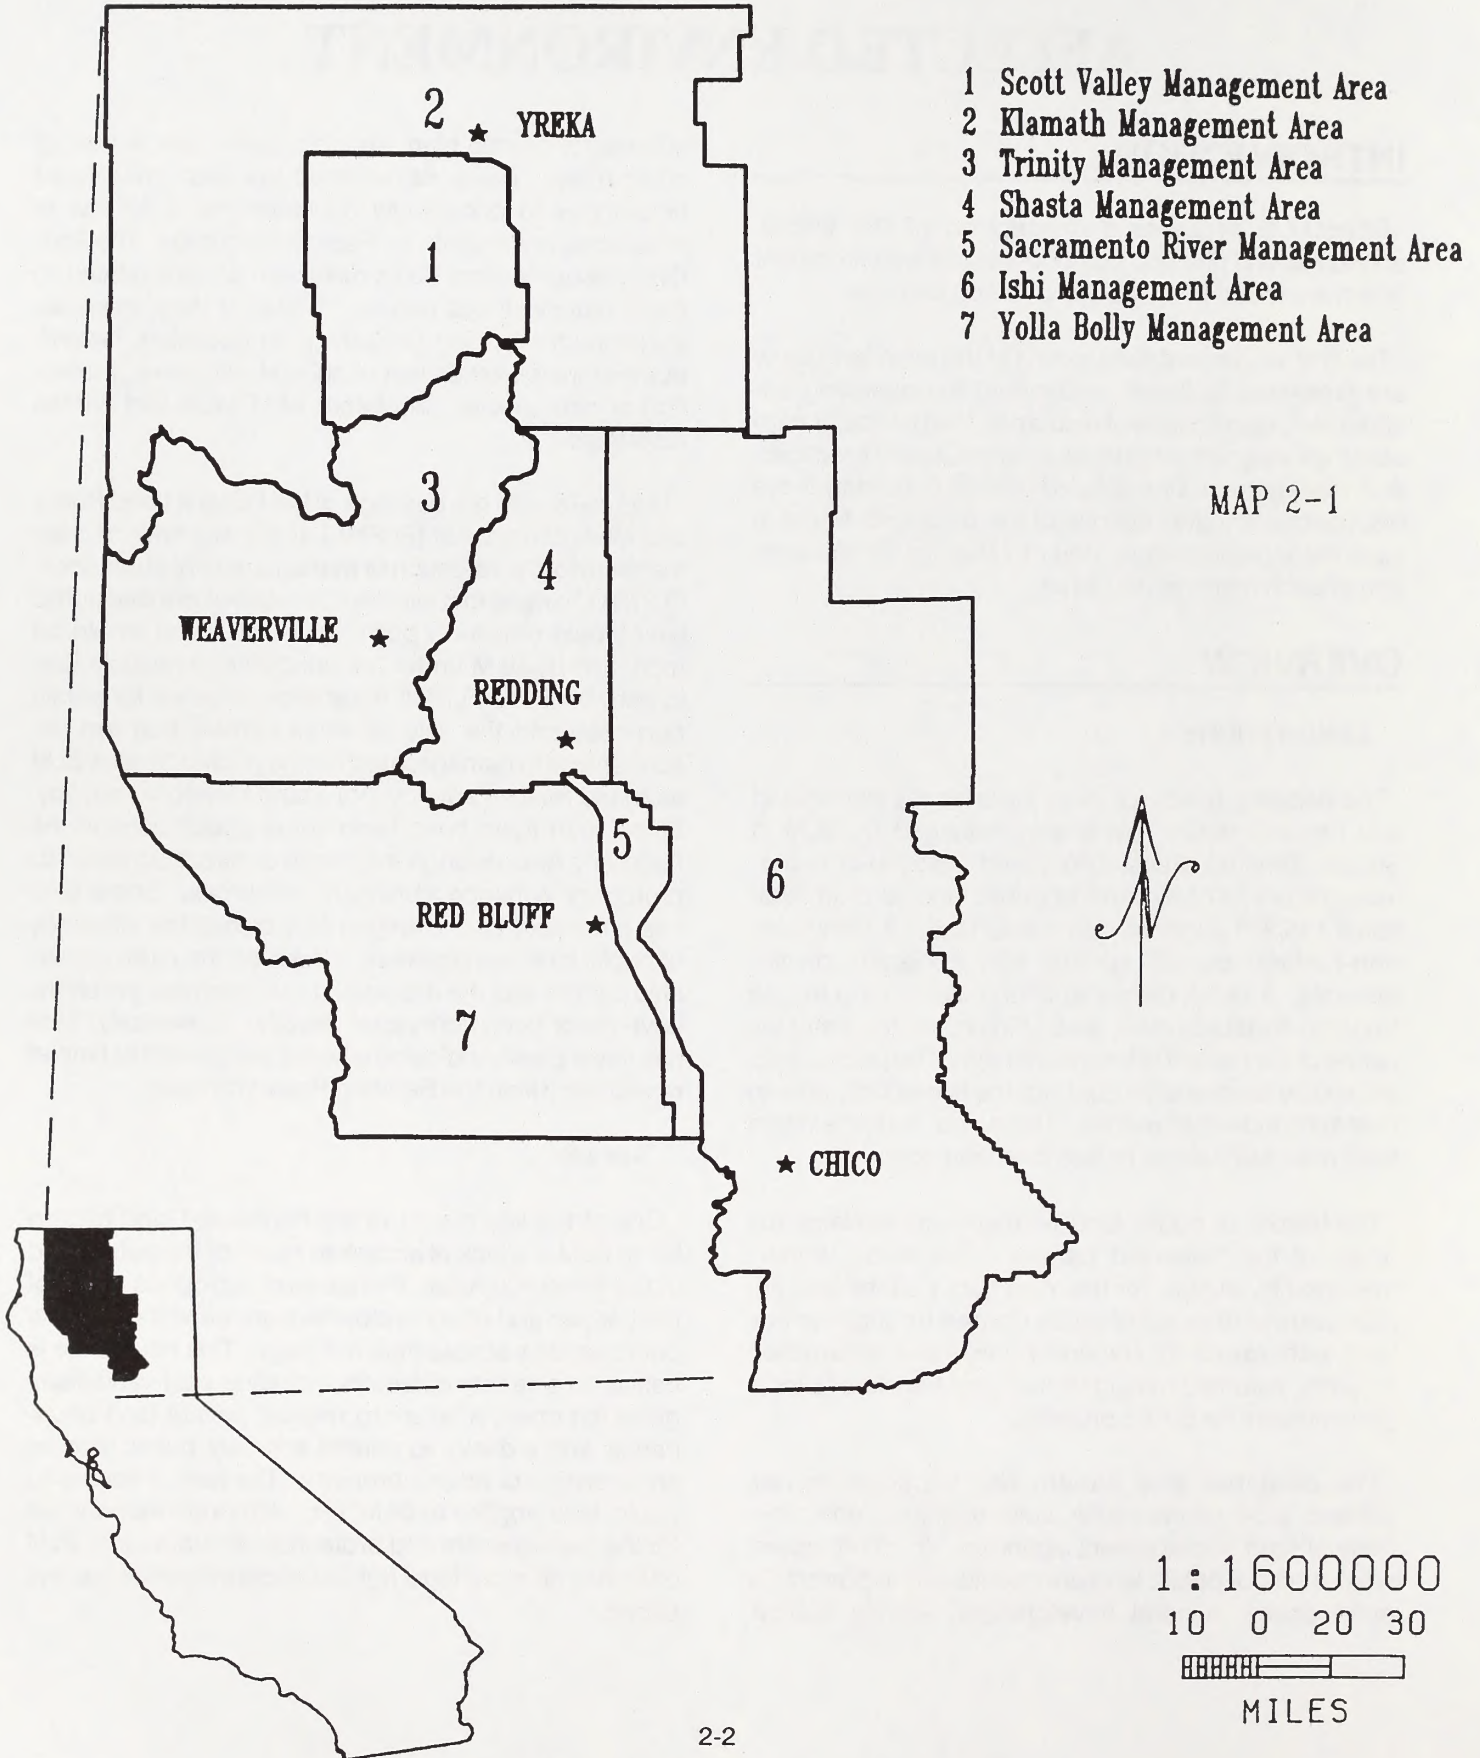 1 Scott Valley Management Area
2 Klamath Management Area
3 Trinity Management Area
4 Shasta Management Area
5 Sacramento River Management Area
6 Ishi Management Area
7 Yolla Bolly Management Area
2
YREKA
1
3
MAP 2-1
4
WEAVERVILLE
REDDING
5
6
RED BLUFF
7
CHICO
1:1600000
10 0 20 30
MILES
2-2